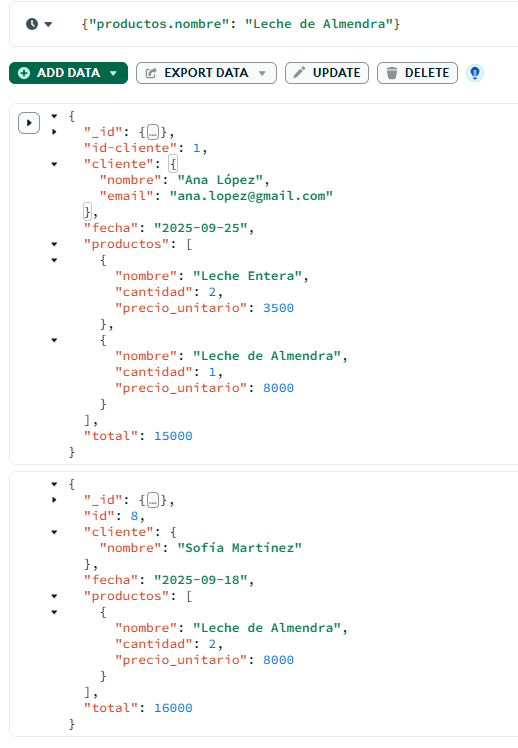 {"productos.nombre": "Leche de Almendra"}
ADD DATA EXPORT DATA UPDATE DELETE
{
"_id": {…},
"id-cliente": 1,
"cliente": {
"nombre": "Ana López",
"email": "ana.lopez@gmail.com"
},
"fecha": "2025-09-25",
"productos": [
{
"nombre": "Leche Entera",
"cantidad": 2,
"precio_unitario": 3500
},
{
"nombre": "Leche de Almendra",
"cantidad": 1,
"precio_unitario": 8000
}
],
"total": 15000
}
{
"_id": {…},
"id": 8,
"cliente": {
"nombre": "Sofía Martínez"
},
"fecha": "2025-09-18",
"productos": [
{
"nombre": "Leche de Almendra",
"cantidad": 2,
"precio_unitario": 8000
}
],
"total": 16000
}